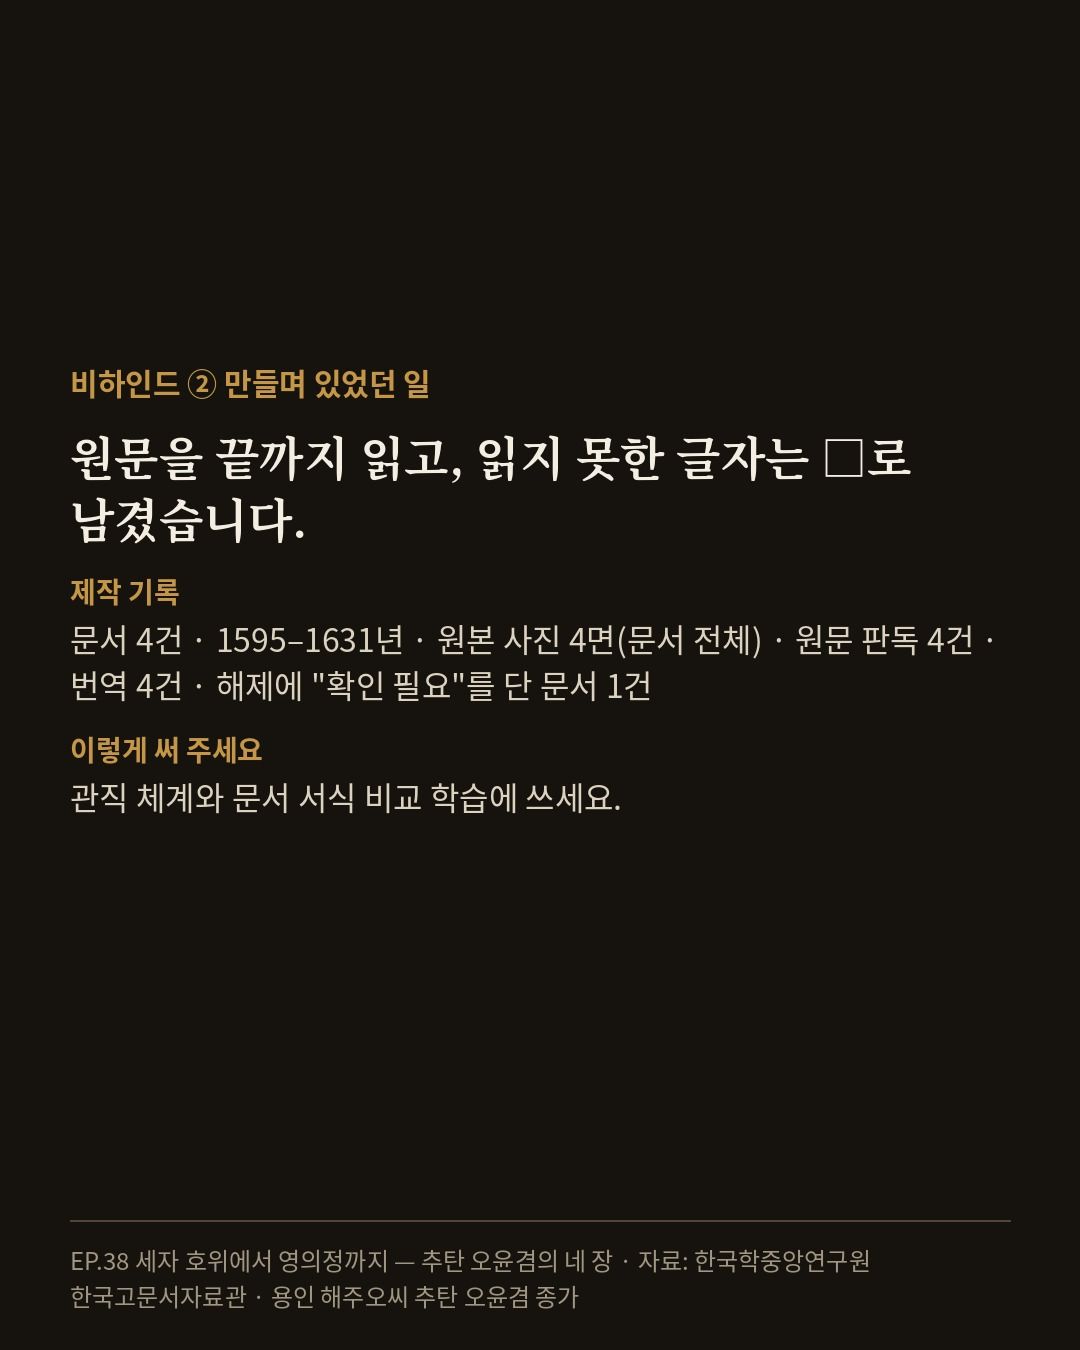 비하인드 ② 만들며 있었던 일
원문을 끝까지 읽고, 읽지 못한 글자는 □로
남겼습니다.
제작 기록
문서 4건 · 1595–1631년 · 원본 사진 4면(문서 전체) · 원문 판독 4건 ·
번역 4건 · 해제에 "확인 필요"를 단 문서 1건
이렇게 써 주세요
관직 체계와 문서 서식 비교 학습에 쓰세요.
EP.38 세자 호위에서 영의정까지 — 추탄 오윤겸의 네 장 · 자료: 한국학중앙연구원
한국고문서자료관 · 용인 해주오씨 추탄 오윤겸 종가